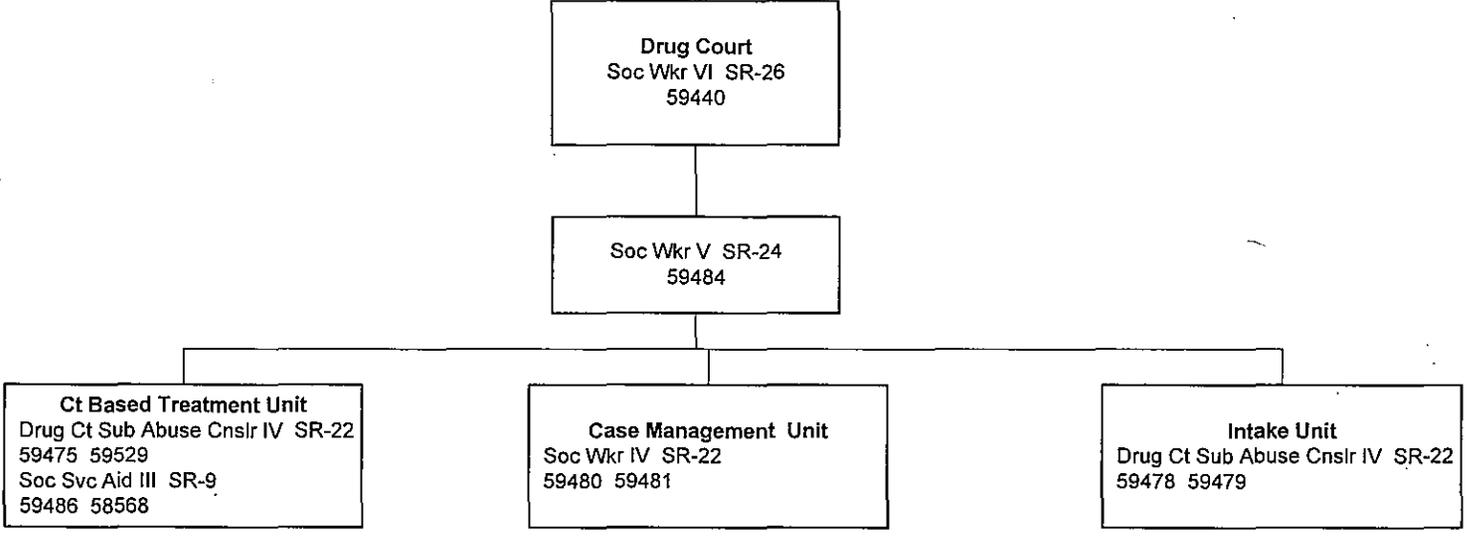 Drug Court
Soc Wkr VI SR-26
59440
Soc Wkr V SR-24
59484
Ct Based Treatment Unit
Drug Ct Sub Abuse Cnslr IV SR-22
59475 59529
Soc Svc Aid III SR-9
59486 58568
Case Management Unit
Soc Wkr IV SR-22
59480 59481
Intake Unit
Drug Ct Sub Abuse Cnslr IV SR-22
59478 59479